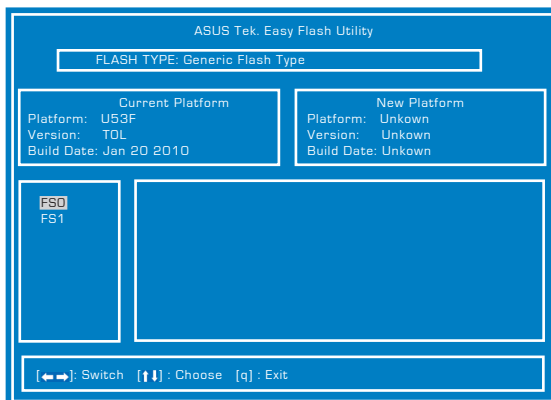 ASUS Tek. Easy Flash Utility
FLASH TYPE: Generic Flash Type
Current Platform
Platform: U53F
Version: TOL
Build Date: Jan 20 2010
New Platform
Platform: Unkown
Version: Unkown
Build Date: Unkown
FS0
FS1
[←→]: Switch [↑↓] : Choose [q] : Exit